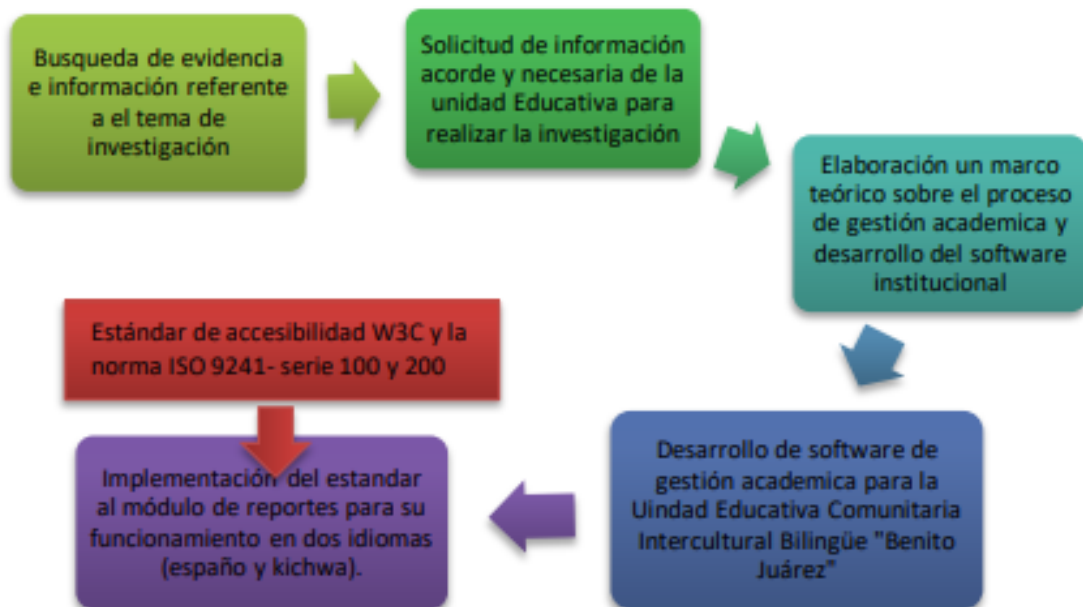 Busqueda de evidencia
e información referente
a el tema de
investigación
Solicitud de información
acorde y necesaria de la
unidad Educativa para
realizar la investigación
Elaboración un marco
teórico sobre el proceso
de gestión academica y
desarrollo del software
institucional
Desarrollo de software de
gestión academica para la
Uindad Educativa Comunitaria
Intercultural Bilingüe "Benito
Juárez"
Estándar de accesibilidad W3C y la
norma ISO 9241- serie 100 y 200
Implementación del estandar
al módulo de reportes para su
funcionamiento en dos idiomas
(españo y kichwa).